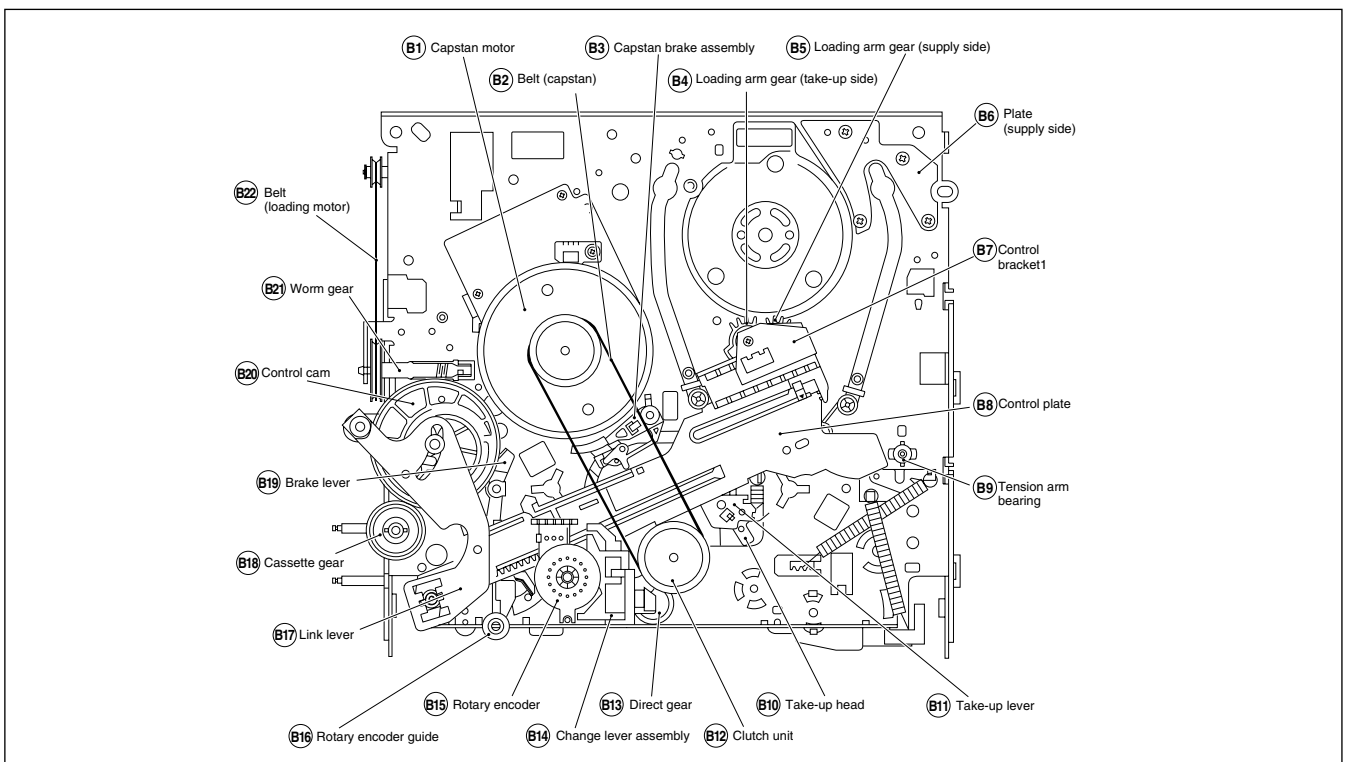 B1 Capstan motor
B3 Capstan brake assembly
B5 Loading arm gear (supply side)
B2 Belt (capstan)
B4 Loading arm gear (take-up side)
B6 Plate
(supply side)
B22 Belt
(loading motor)
B7 Control
bracket1
B21 Worm gear
B20 Control cam
B8 Control plate
B19 Brake lever
B9 Tension arm
bearing
B18 Cassette gear
B17 Link lever
B15 Rotary encoder
B13 Direct gear
B10 Take-up head
B11 Take-up lever
B16 Rotary encoder guide
B14 Change lever assembly
B12 Clutch unit